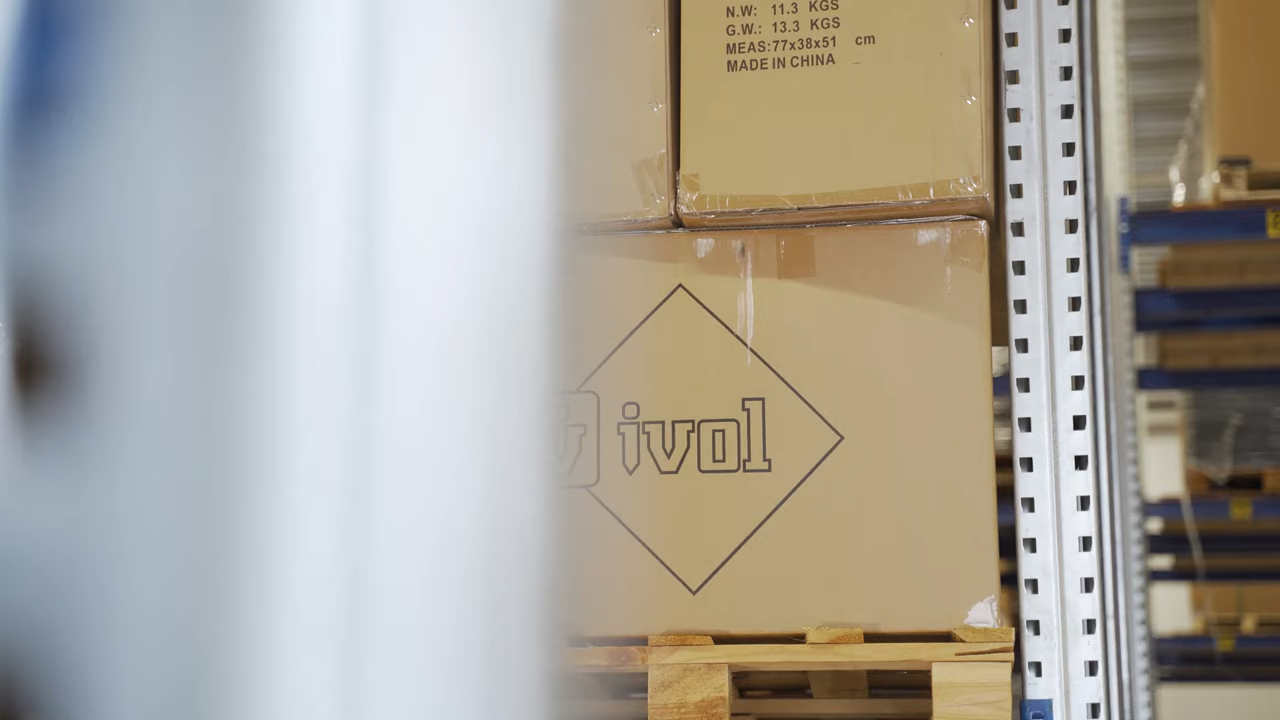 N.W: 11.3 KGS
G.W.: 13.3 KGS
MEAS:77x38x51 cm
MADE IN CHINA
ivol